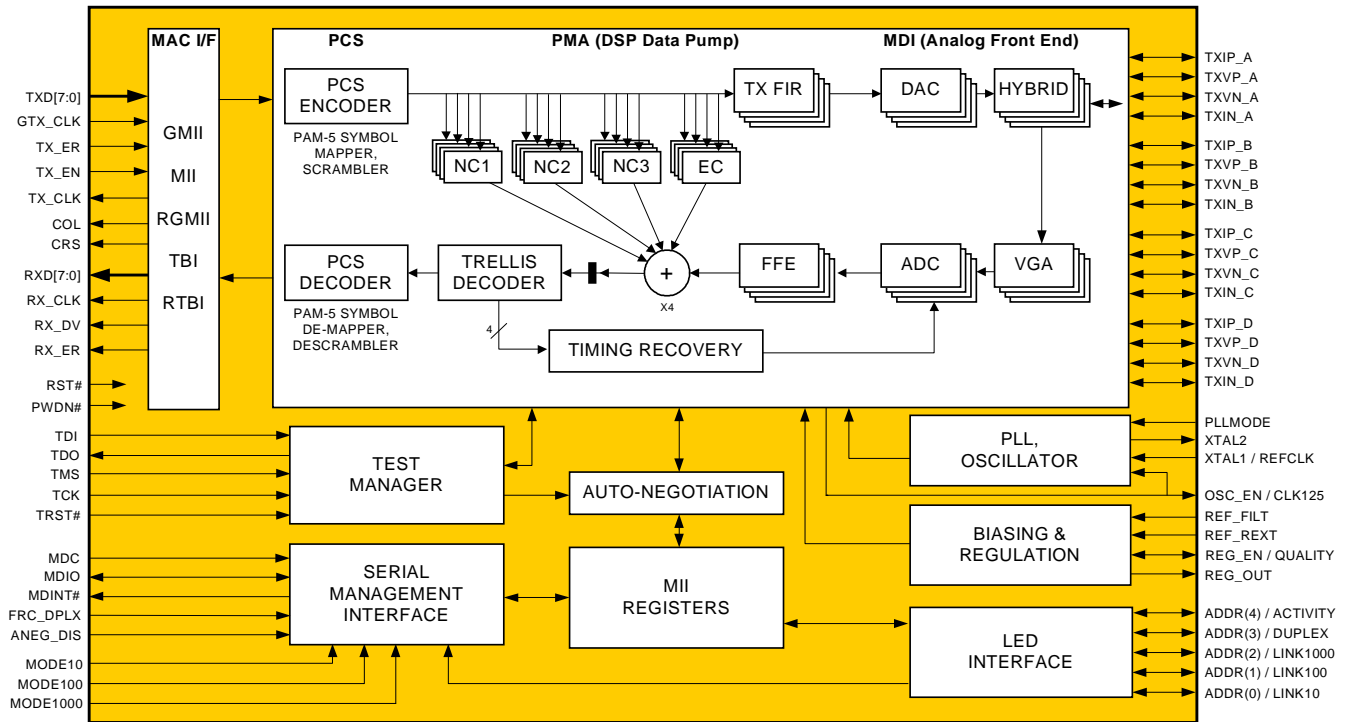 MAC I/F
PCS
PMA (DSP Data Pump)
MDI (Analog Front End)
TXD[7:0]
GTX_CLK
TX_ER
TX_EN
TX_CLK
COL
CRS
RXD[7:0]
RX_CLK
RX_DV
RX_ER
RST#
PWDN#
TDI
TDO
TMS
TCK
TRST#
MDC
MDIO
MDINT#
FRC_DPLX
ANEG_DIS
MODE10
MODE100
MODE1000
GMII
MII
RGMII
TBI
RTBI
PCS
ENCODER
PAM-5 SYMBOL
MAPPER,
SCRAMBLER
NC1
NC2
NC3
EC
TX FIR
DAC
HYBRID
PCS
DECODER
PAM-5 SYMBOL
DE-MAPPER,
DESCRAMBLER
TRELLIS
DECODER
+
X4
FFE
ADC
VGA
4
TIMING RECOVERY
TEST
MANAGER
AUTO-NEGOTIATION
SERIAL
MANAGEMENT
INTERFACE
MII
REGISTERS
PLL,
OSCILLATOR
BIASING &
REGULATION
LED
INTERFACE
TXIP_A
TXVP_A
TXVN_A
TXIN_A
TXIP_B
TXVP_B
TXVN_B
TXIN_B
TXIP_C
TXVP_C
TXVN_C
TXIN_C
TXIP_D
TXVP_D
TXVN_D
TXIN_D
PLLMODE
XTAL2
XTAL1 / REFCLK
OSC_EN / CLK125
REF_FILT
REF_REXT
REG_EN / QUALITY
REG_OUT
ADDR(4) / ACTIVITY
ADDR(3) / DUPLEX
ADDR(2) / LINK1000
ADDR(1) / LINK100
ADDR(0) / LINK10